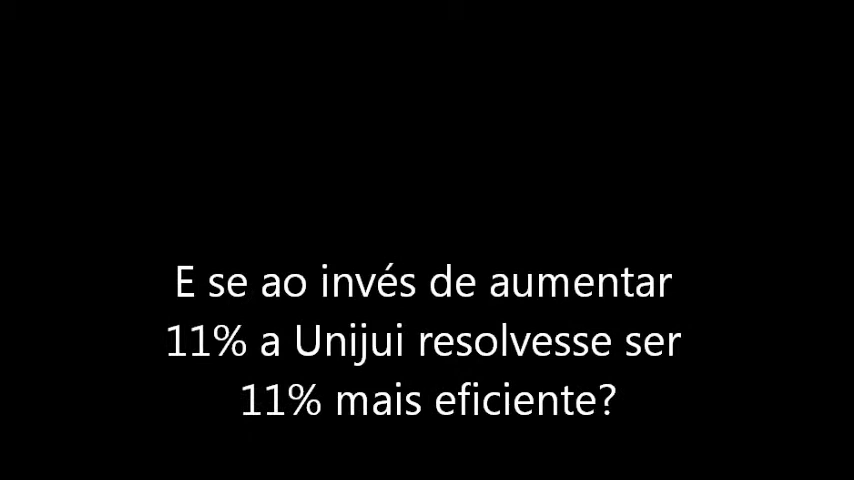 E se ao invés de aumentar
11% a Unijui resolvesse ser
11% mais eficiente?